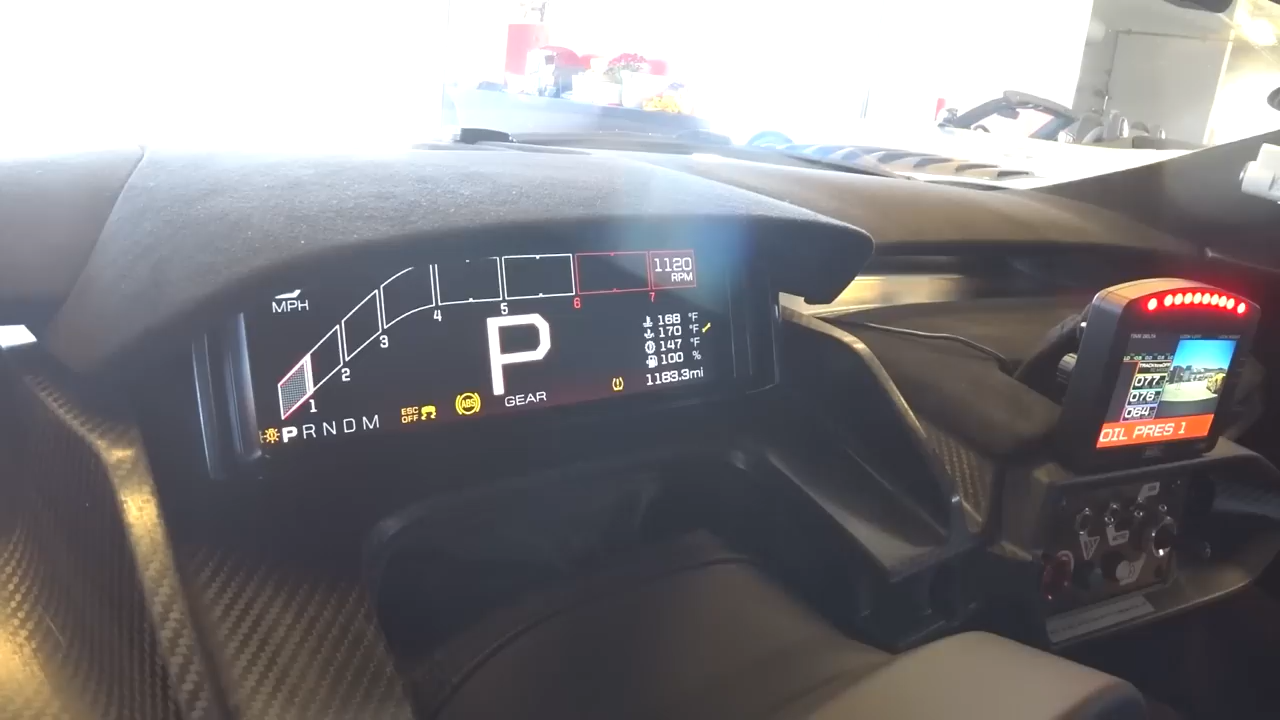 MPH
1 2 3 4 5 6 7
1120
RPM
P
GEAR
168 °F
170 °F
147 °F
100 %
1183.3mi
P R N D M
ESC
OFF
ABS
077
076
064
OIL PRES 1